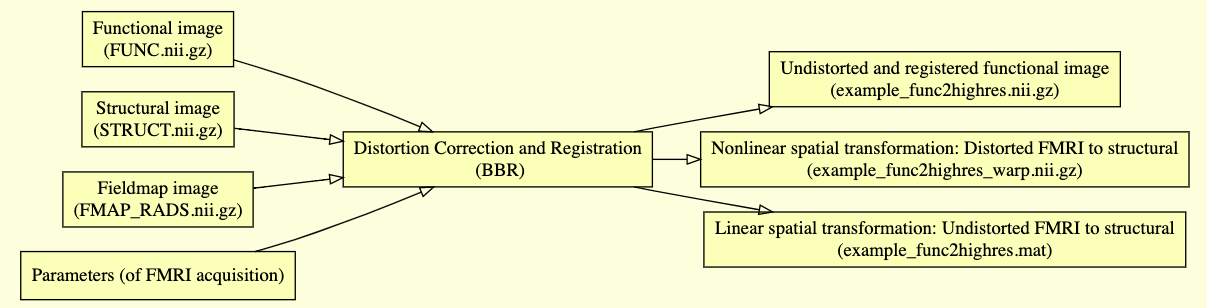 Functional image
(FUNC.nii.gz)
Structural image
(STRUCT.nii.gz)
Fieldmap image
(FMAP_RADS.nii.gz)
Parameters (of FMRI acquisition)
Distortion Correction and Registration
(BBR)
Undistorted and registered functional image
(example_func2highres.nii.gz)
Nonlinear spatial transformation: Distorted FMRI to structural
(example_func2highres_warp.nii.gz)
Linear spatial transformation: Undistorted FMRI to structural
(example_func2highres.mat)